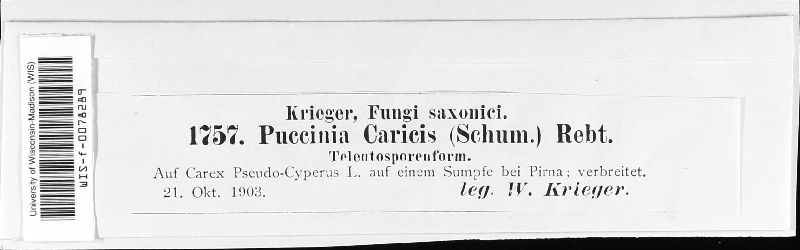 University of Wisconsin-Madison (WIS)
WIS-f-0078289
Krieger, Fungi saxonici.
1757. Puccinia Caricis (Schum.) Rebt.
Teleutosporenform.
Auf Carex Pseudo-Cyperus L. auf einem Sumpfe bei Pirna; verbreitet.
21. Okt. 1903. leg. W. Krieger.